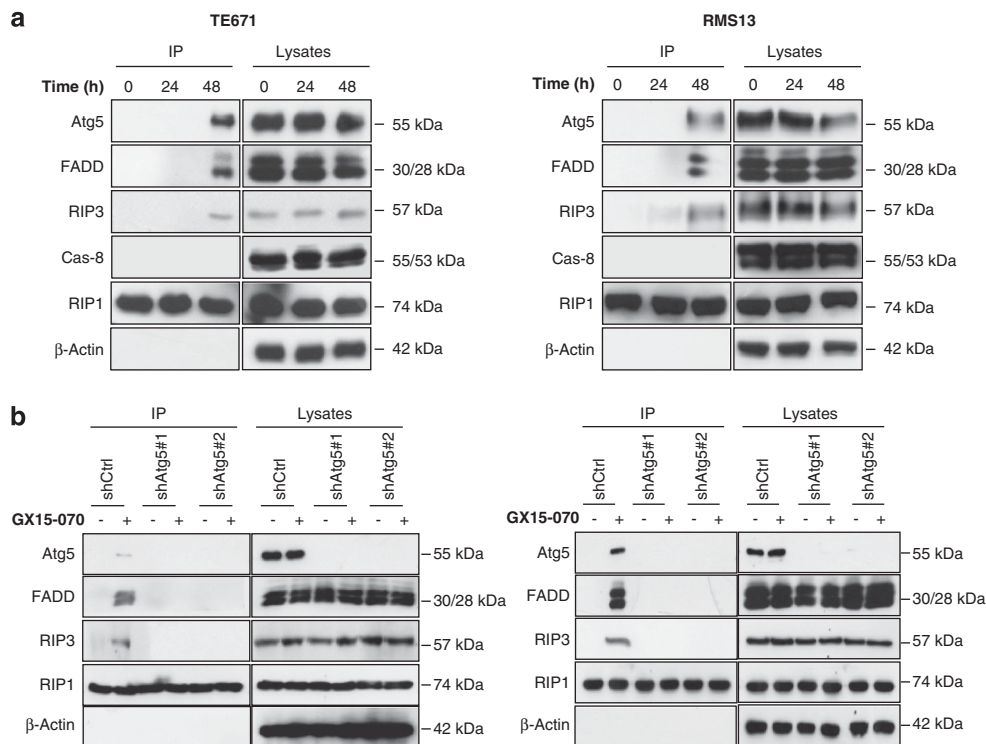 a
TE671
IP Lysates
Time (h) 0 24 48 0 24 48
Atg5 55 kDa
FADD 30/28 kDa
RIP3 57 kDa
Cas-8 55/53 kDa
RIP1 74 kDa
β-Actin 42 kDa
RMS13
IP Lysates
Time (h) 0 24 48 0 24 48
Atg5 55 kDa
FADD 30/28 kDa
RIP3 57 kDa
Cas-8 55/53 kDa
RIP1 74 kDa
β-Actin 42 kDa
b
IP Lysates
shCtrl shAtg5#1 shAtg5#2 shCtrl shAtg5#1 shAtg5#2
GX15-070 - + - + - + - + - + - +
Atg5 55 kDa
FADD 30/28 kDa
RIP3 57 kDa
RIP1 74 kDa
β-Actin 42 kDa
IP Lysates
shCtrl shAtg5#1 shAtg5#2 shCtrl shAtg5#1 shAtg5#2
GX15-070 - + - + - + - + - + - +
Atg5 55 kDa
FADD 30/28 kDa
RIP3 57 kDa
RIP1 74 kDa
β-Actin 42 kDa